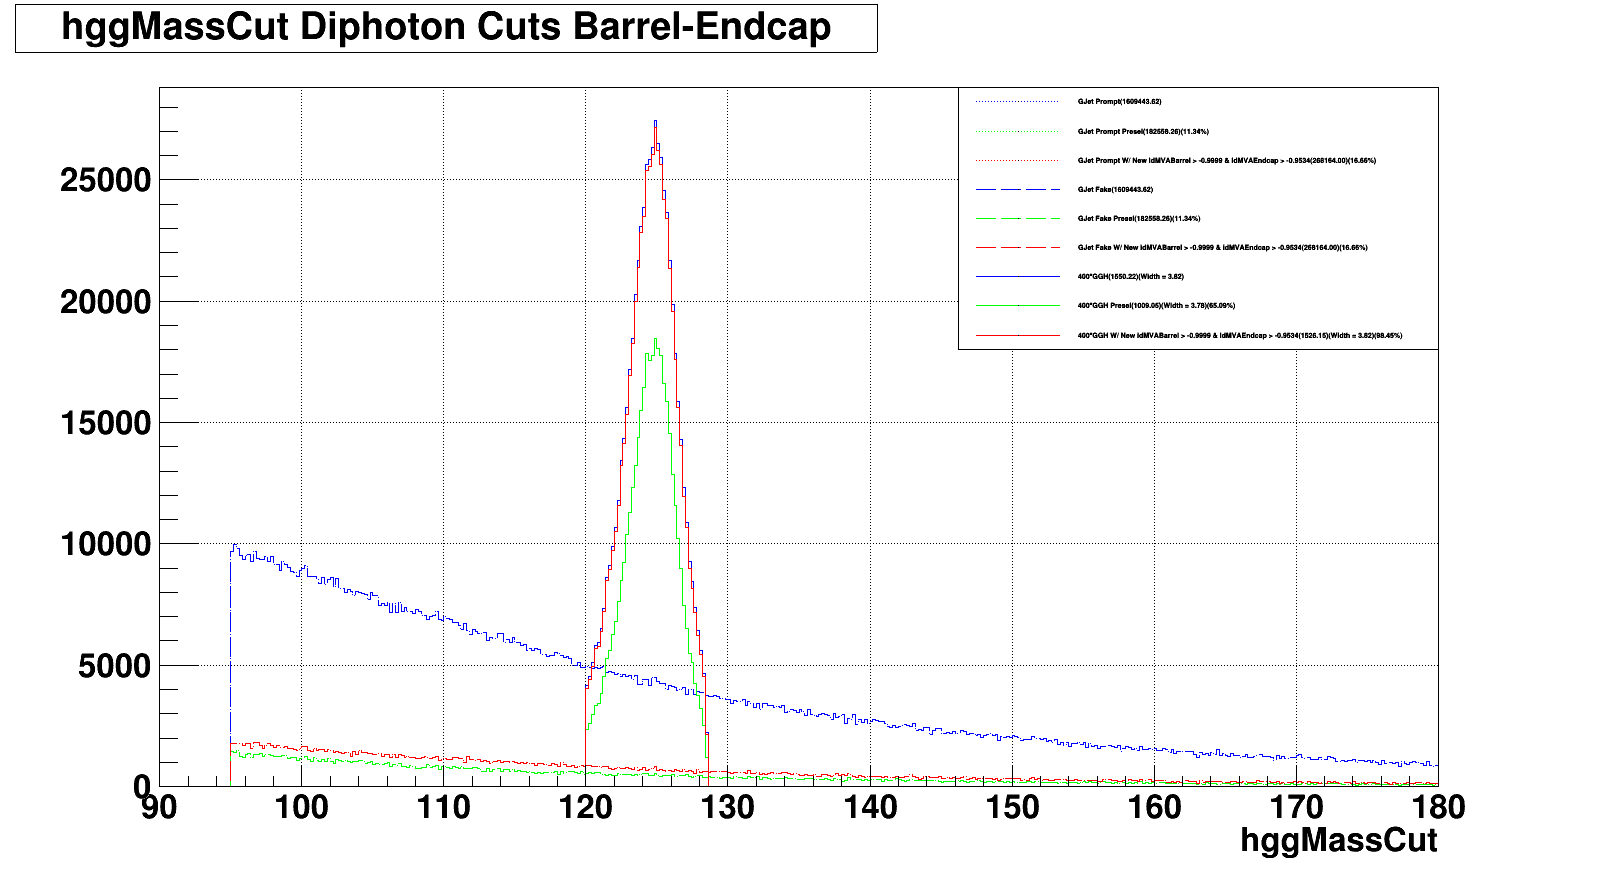 hggMassCut Diphoton Cuts Barrel-Endcap
GJet Prompt(1609443.62)
GJet Prompt Presel(182558.26)(11.34%)
GJet Prompt W/ New idMVABarrel > -0.9999 & idMVAEndcap > -0.9534(268164.00)(16.66%)
GJet Fake(1609443.62)
GJet Fake Presel(182558.26)(11.34%)
GJet Fake W/ New idMVABarrel > -0.9999 & idMVAEndcap > -0.9534(268164.00)(16.66%)
400*GGH(1550.22)(Width = 3.82)
400*GGH Presel(1009.05)(Width = 3.78)(65.09%)
400*GGH W/ New idMVABarrel > -0.9999 & idMVAEndcap > -0.9534(1526.15)(Width = 3.82)(98.45%)
25000
20000
15000
10000
5000
0
90 100 110 120 130 140 150 160 170 180
hggMassCut